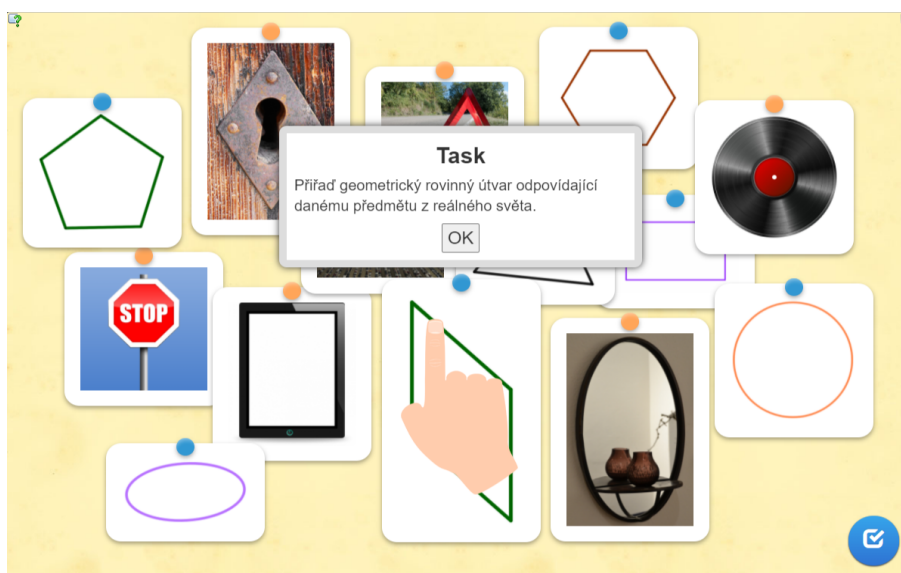 Task
Přiřaď geometrický rovinný útvar odpovídající
danému předmětu z reálného světa.
OK
STOP